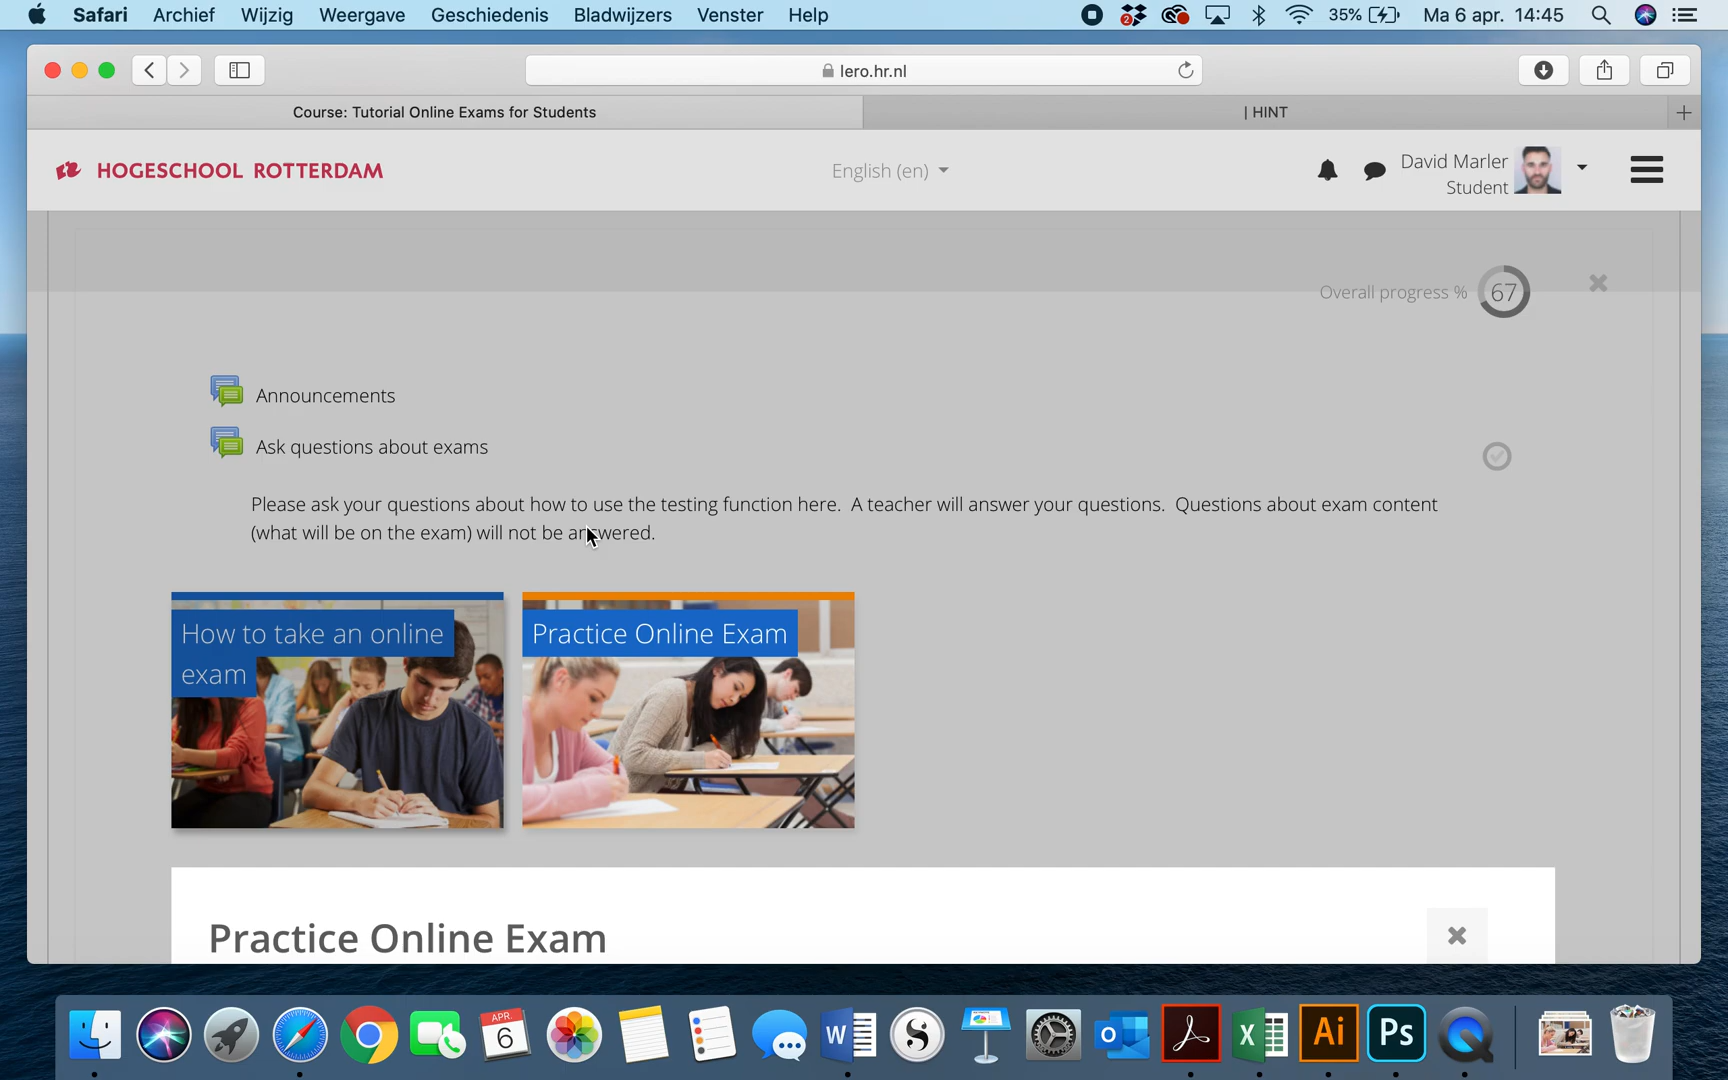 Safari Archief Wijzig Weergave Geschiedenis Bladwijzers Venster Help 2 35% Ma 6 apr. 14:45
lero.hr.nl
Course: Tutorial Online Exams for Students | HINT
HOGESCHOOL ROTTERDAM English (en) David Marler
Student
Overall progress % 67
Announcements
Ask questions about exams
Please ask your questions about how to use the testing function here. A teacher will answer your questions. Questions about exam content
(what will be on the exam) will not be answered.
How to take an online
exam
Practice Online Exam
Practice Online Exam
APR.
6
W
X
Ai
Ps